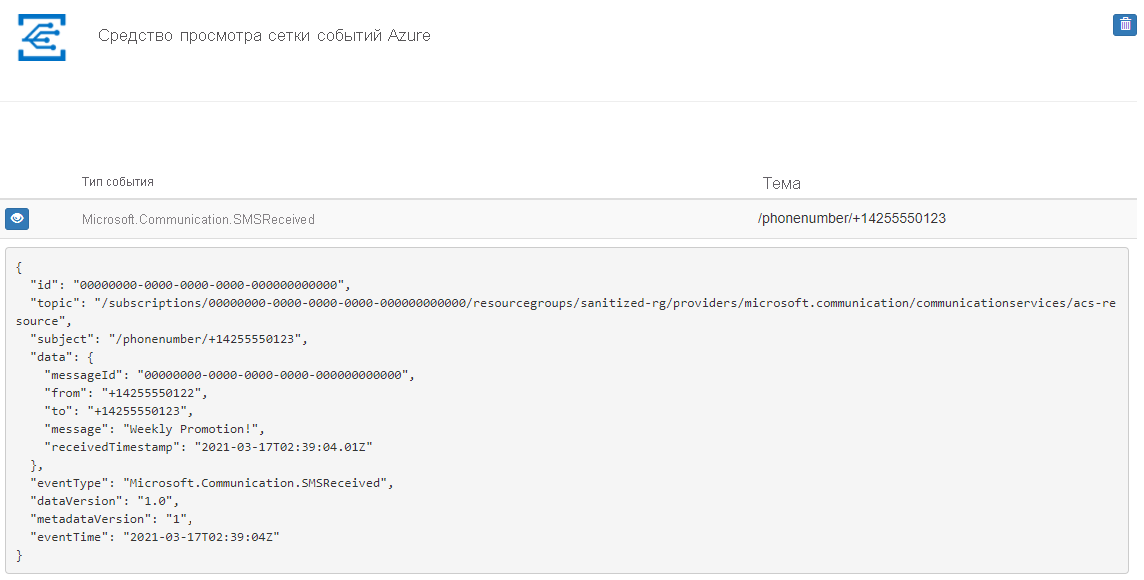 Средство просмотра сетки событий Azure
Тип события
Тема
Microsoft.Communication.SMSReceived
/phonenumber/+14255550123
{
  "id": "00000000-0000-0000-0000-000000000000",
  "topic": "/subscriptions/00000000-0000-0000-0000-000000000000/resourcegroups/sanitized-rg/providers/microsoft.communication/communicationservices/acs-re
source",
  "subject": "/phonenumber/+14255550123",
  "data": {
    "messageId": "00000000-0000-0000-0000-000000000000",
    "from": "+14255550122",
    "to": "+14255550123",
    "message": "Weekly Promotion!",
    "receivedTimestamp": "2021-03-17T02:39:04.01Z"
  },
  "eventType": "Microsoft.Communication.SMSReceived",
  "dataVersion": "1.0",
  "metadataVersion": "1",
  "eventTime": "2021-03-17T02:39:04Z"
}